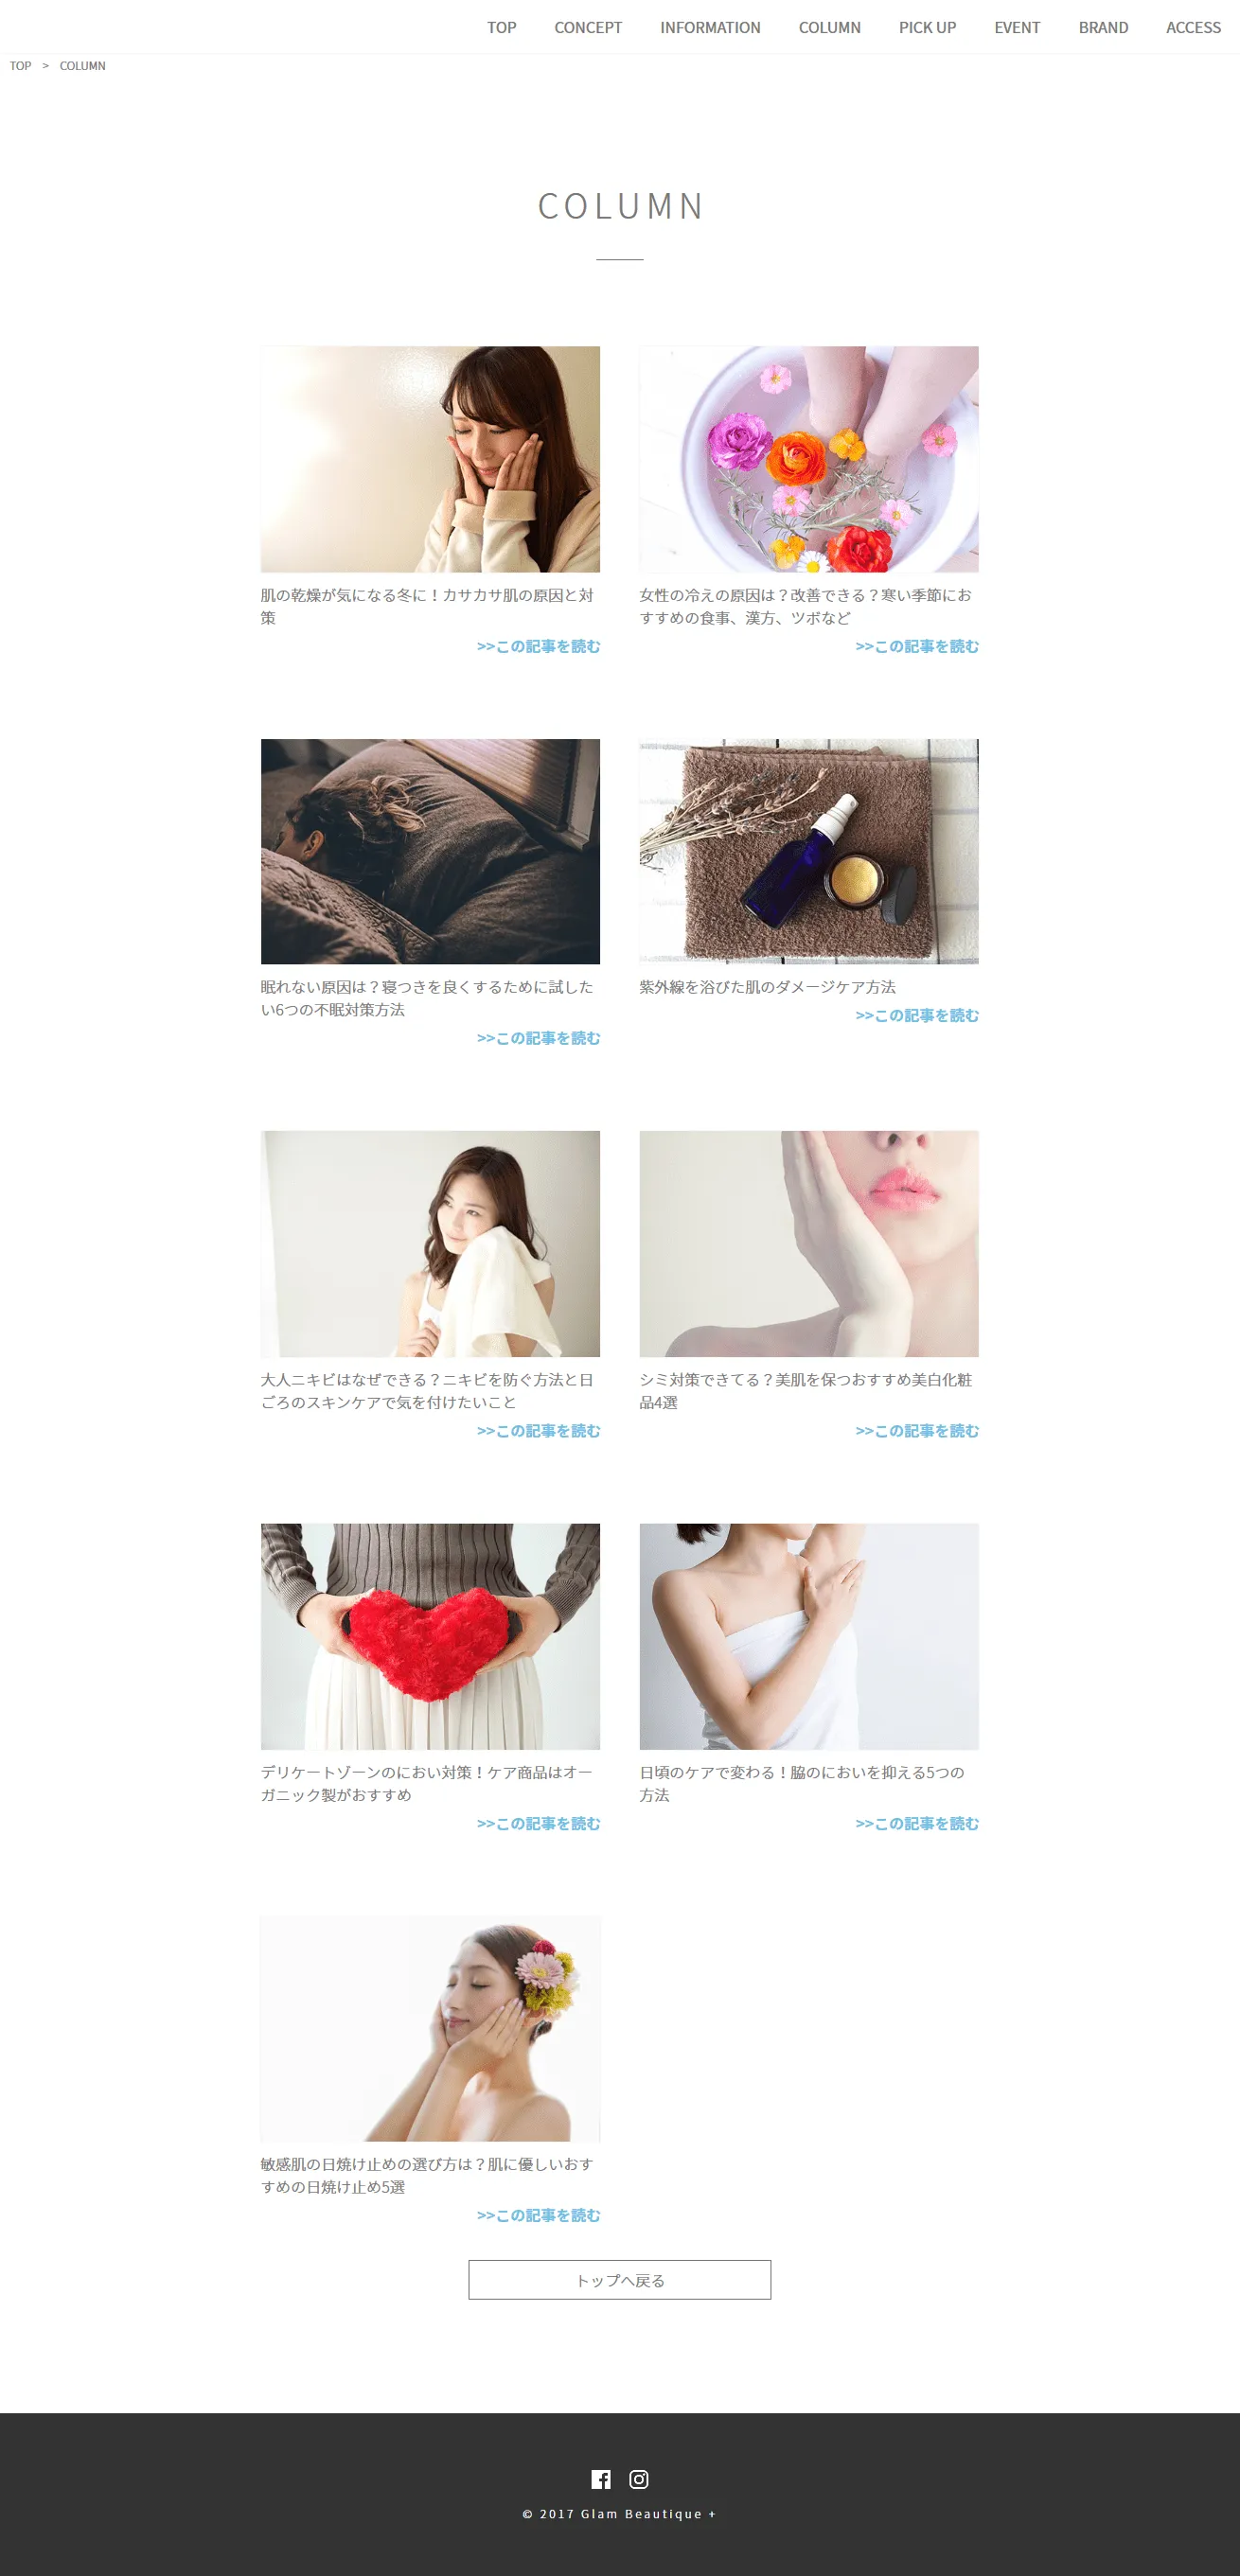 TOP CONCEPT INFORMATION COLUMN PICK UP EVENT BRAND ACCESS
TOP > COLUMN
COLUMN
肌の乾燥が気になる冬に！カサカサ肌の原因と対
策
>>この記事を読む
女性の冷えの原因は？改善できる？寒い季節にお
すすめの食事、漢方、ツボなど
>>この記事を読む
眠れない原因は？寝つきを良くするために試した
い6つの不眠対策方法
>>この記事を読む
紫外線を浴びた肌のダメージケア方法
>>この記事を読む
大人ニキビはなぜできる？ニキビを防ぐ方法と日
ごろのスキンケアで気を付けたいこと
>>この記事を読む
シミ対策できてる？美肌を保つおすすめ美白化粧
品4選
>>この記事を読む
デリケートゾーンのにおい対策！ケア商品はオー
ガニック製がおすすめ
>>この記事を読む
日頃のケアで変わる！脇のにおいを抑える5つの
方法
>>この記事を読む
敏感肌の日焼け止めの選び方は？肌に優しいおす
すめの日焼け止め5選
>>この記事を読む
トップへ戻る
© 2017 Glam Beautique +